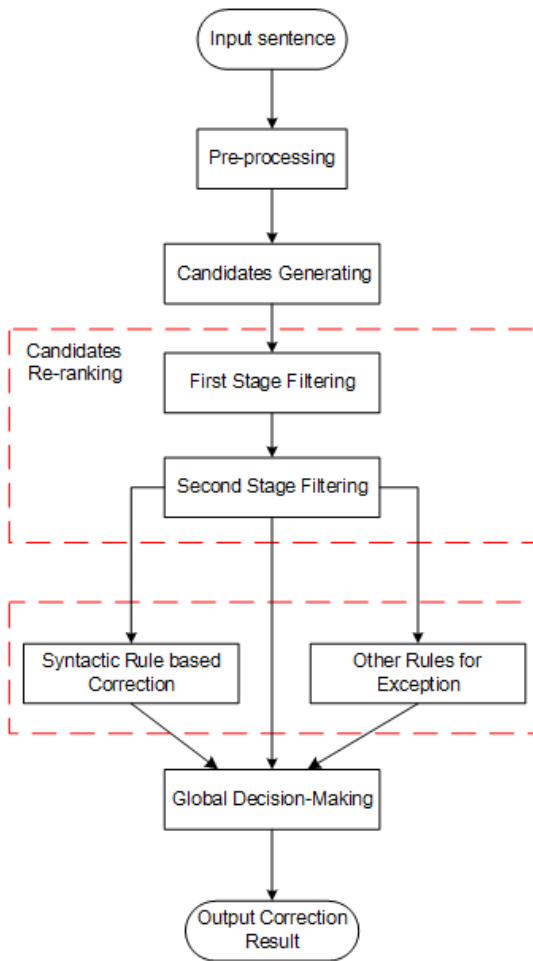 Input sentence
Pre-processing
Candidates Generating
Candidates
Re-ranking
First Stage Filtering
Second Stage Filtering
Syntactic Rule based
Correction
Other Rules for
Exception
Global Decision-Making
Output Correction
Result